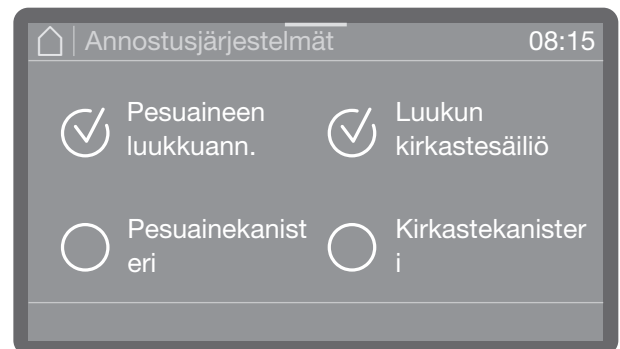 Annostusjärjestelmät 08:15
Pesuaineen
luukkuann.
Luukun
kirkastesäiliö
Pesuainekanist
eri
Kirkastekanister
i